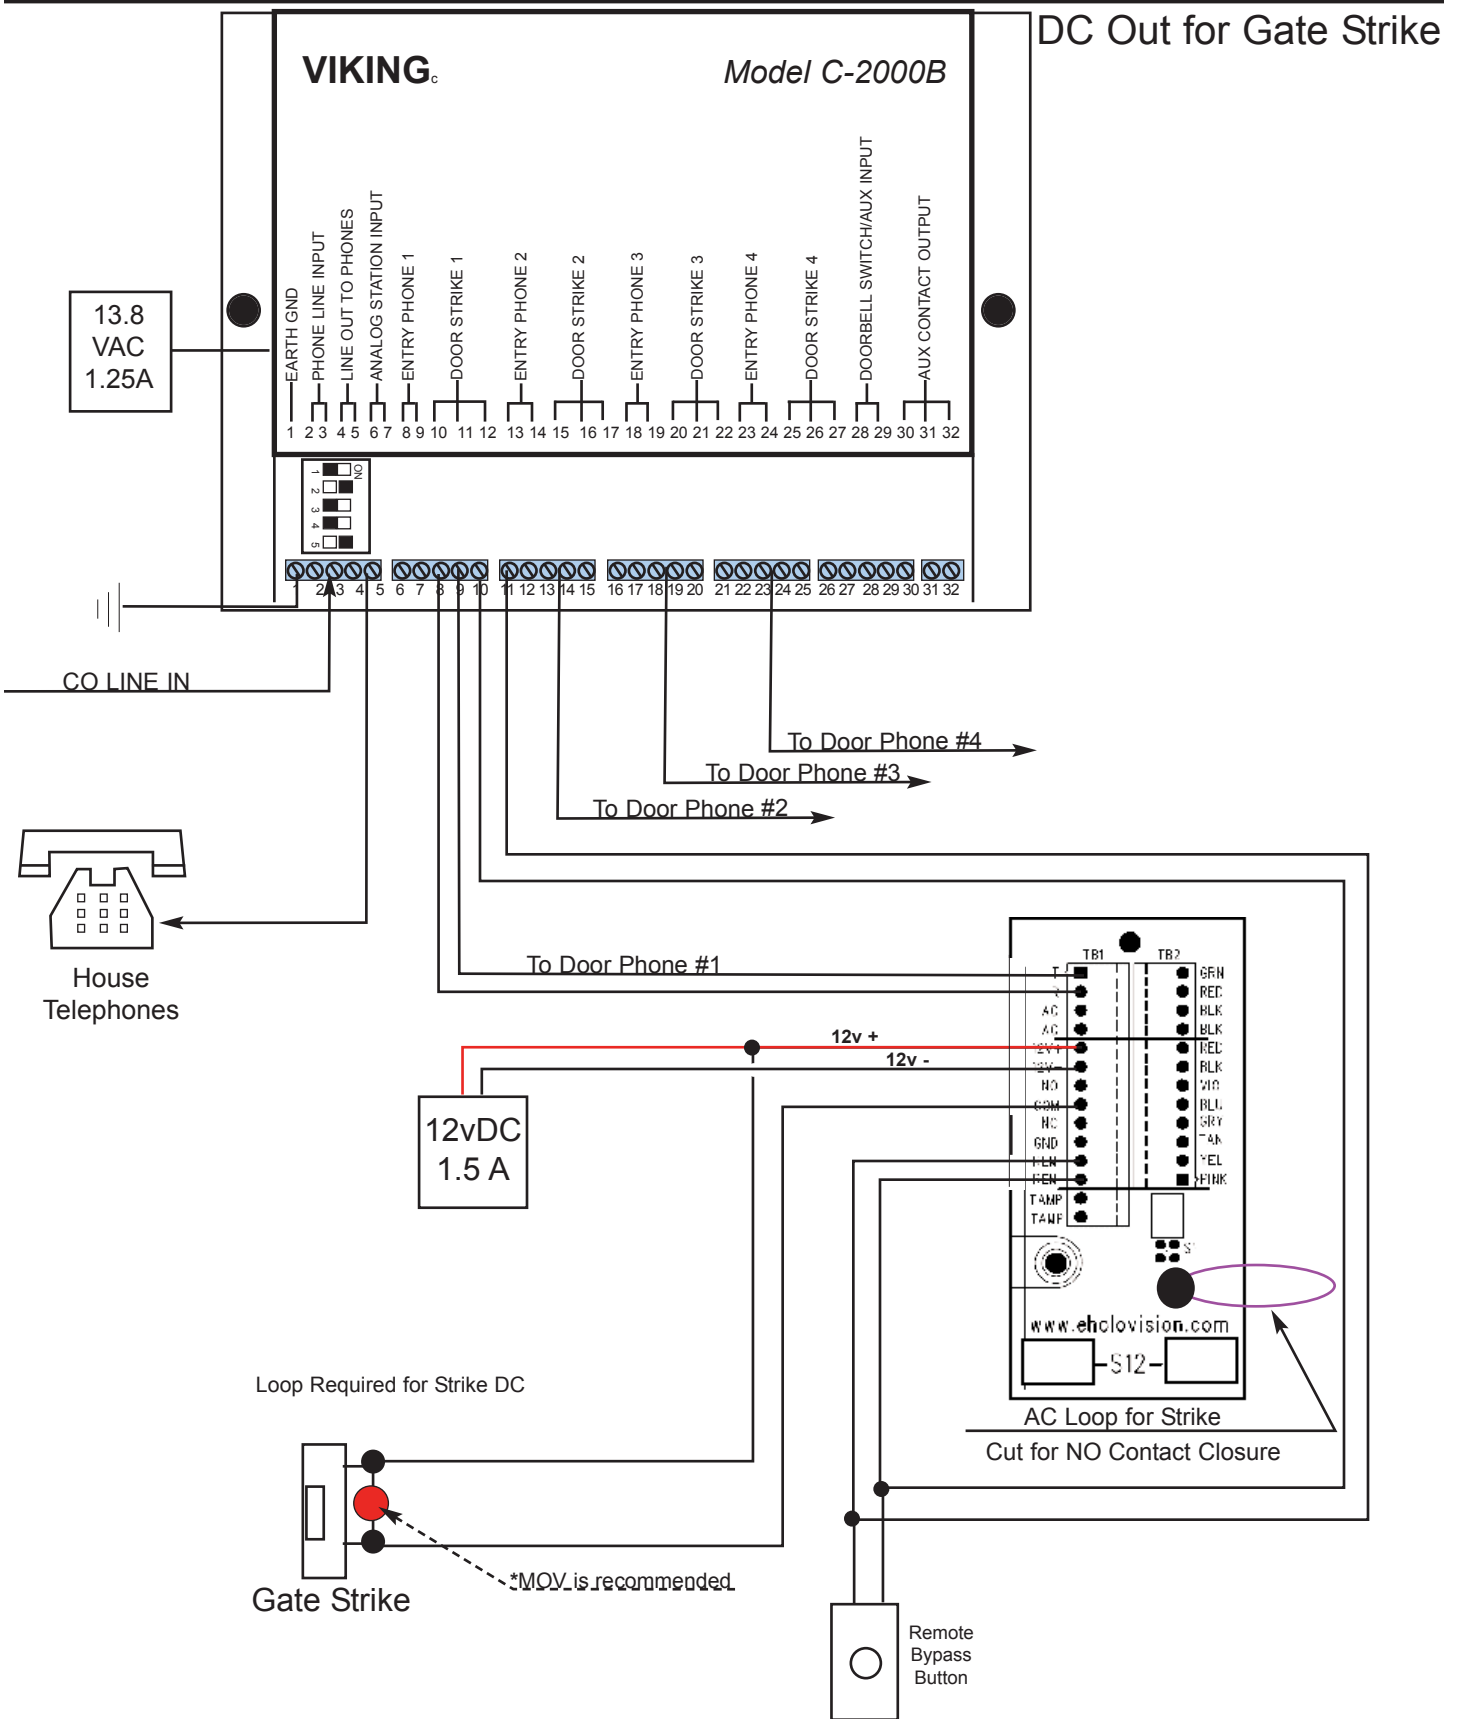 DC Out for Gate Strike
VIKING c
Model C-2000B
13.8
VAC
1.25A
EARTH GND
PHONE LINE INPUT
LINE OUT TO PHONES
ANALOG STATION INPUT
ENTRY PHONE 1
DOOR STRIKE 1
ENTRY PHONE 2
DOOR STRIKE 2
ENTRY PHONE 3
DOOR STRIKE 3
ENTRY PHONE 4
DOOR STRIKE 4
DOORBELL SWITCH/AUX INPUT
AUX CONTACT OUTPUT
1 2 3 4 5 6 7 8 9 10 11 12 13 14 15 16 17 18 19 20 21 22 23 24 25 26 27 28 29 30 31 32
ON
1
2
3
4
5
1 2 3 4 5 6 7 8 9 10 11 12 13 14 15 16 17 18 19 20 21 22 23 24 25 26 27 28 29 30 31 32
CO LINE IN
To Door Phone #4
To Door Phone #3
To Door Phone #2
House
Telephones
To Door Phone #1
TB1 TB2
T GRN
RED
AC BLK
AC BLK
12V+ RED
12V- BLK
NO VIO
COM BLU
NC GRY
GND TAN
REN YEL
REN PINK
TAMP
TAMP
12v +
12v -
12vDC
1.5 A
www.eholovision.com
S12
AC Loop for Strike
Cut for NO Contact Closure
Loop Required for Strike DC
*MOV is recommended
Gate Strike
Remote
Bypass
Button